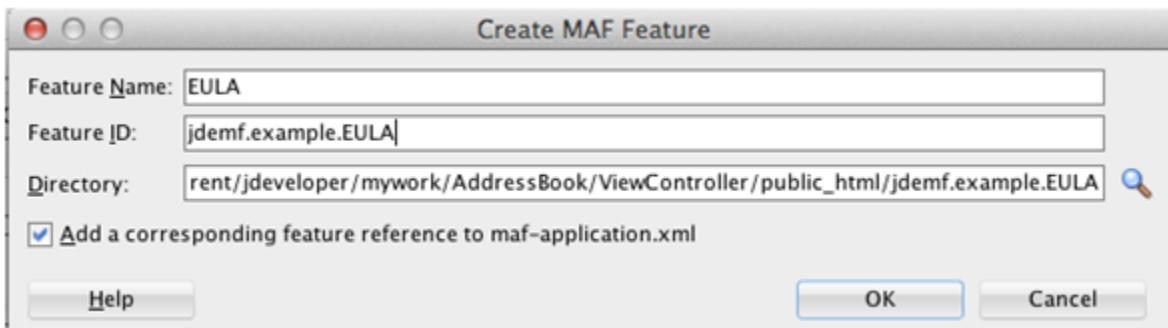 Create MAF Feature
Feature Name: EULA
Feature ID: jdemf.example.EULA
Directory: rent/jdeveloper/mywork/AddressBook/ViewController/public_html/jdemf.example.EULA
Add a corresponding feature reference to maf-application.xml
Help OK Cancel